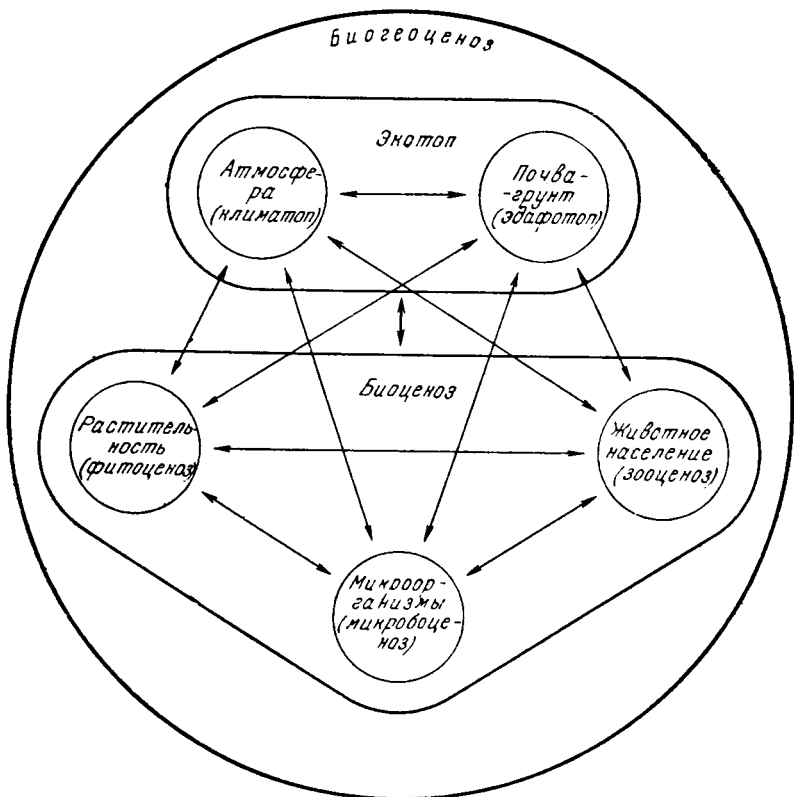 Биогеоценоз
Экотоп
Атмосфе-
ра
(климатоп)
Почва-
-грунт
(эдафотоп)
Биоценоз
Раститель-
ность
(фитоценоз)
Животное
население
(зооценоз)
Микроор-
ганизмы
(микробоце-
ноз)